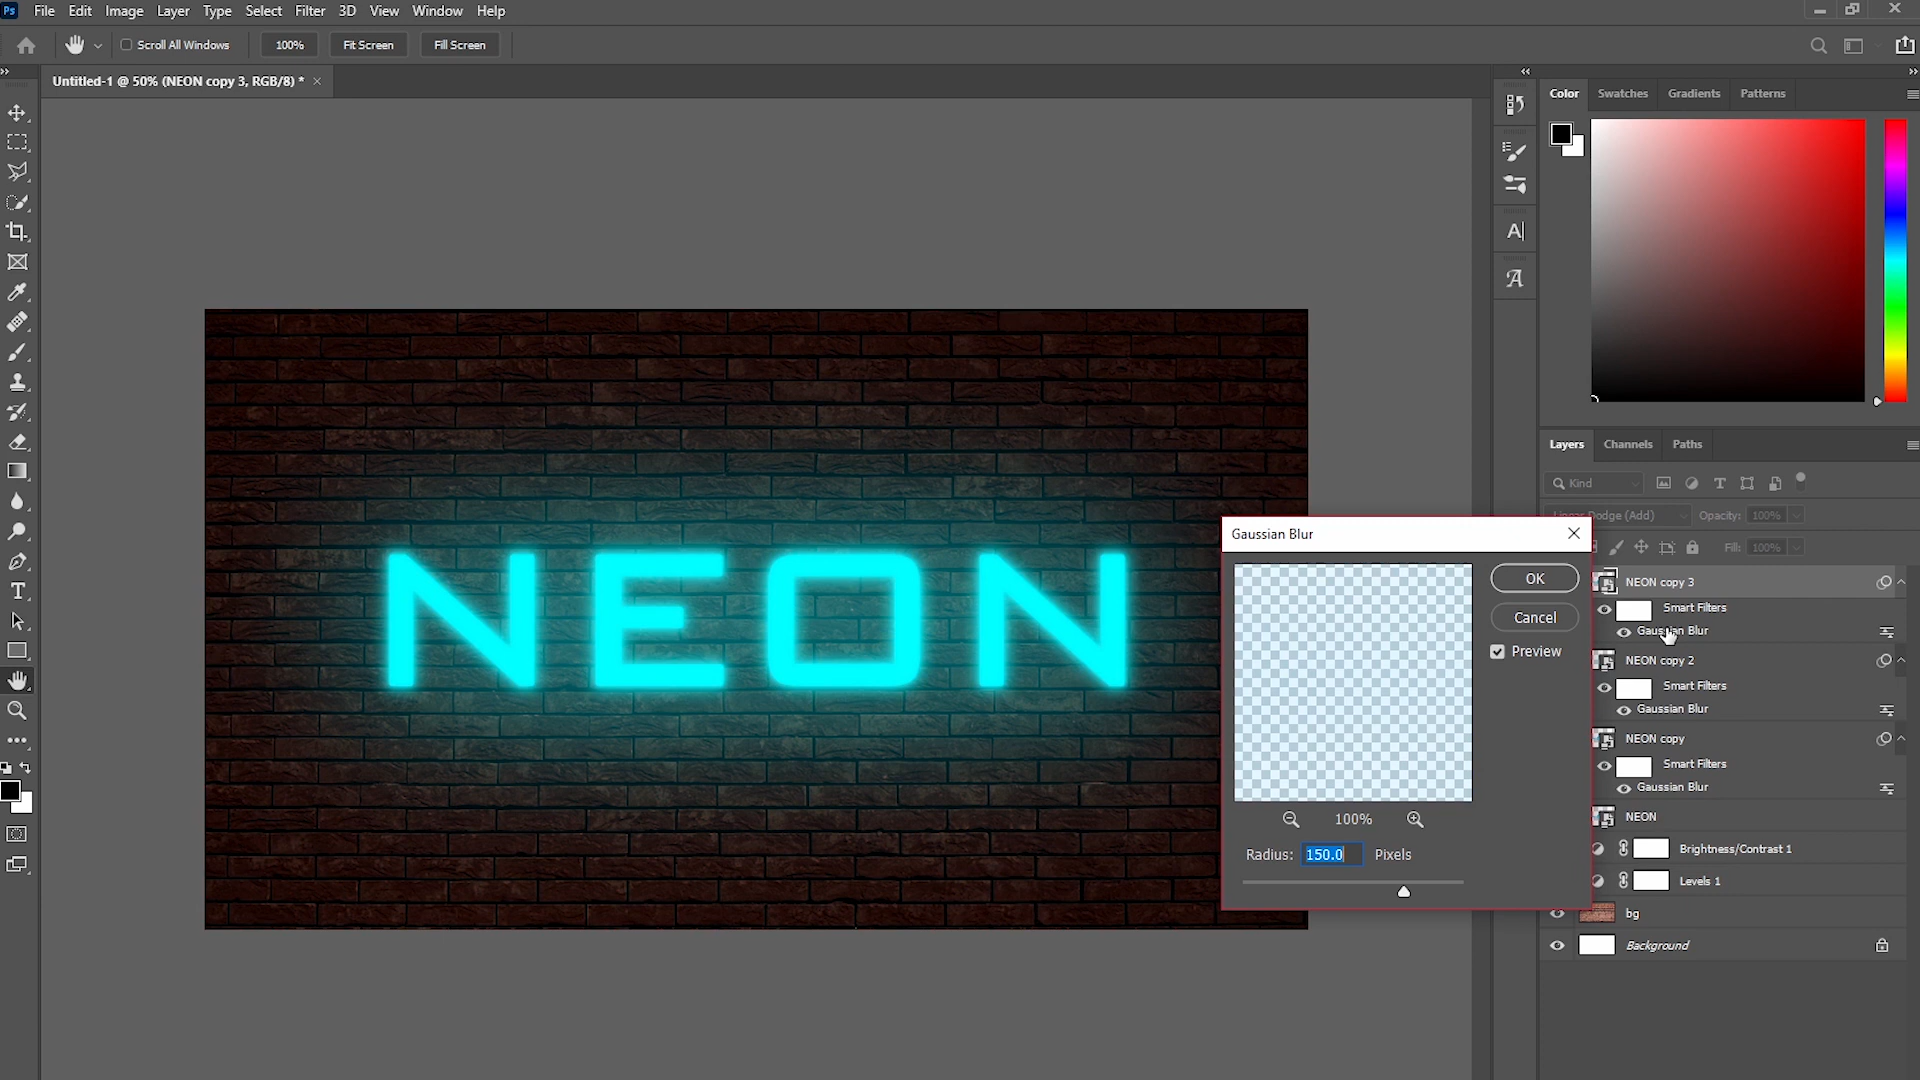 Ps File Edit Image Layer Type Select Filter 3D View Window Help
Scroll All Windows 100% Fit Screen Fill Screen
Untitled-1 @ 50% (NEON copy 3, RGB/8) *
Color Swatches Gradients Patterns
Layers Channels Paths
Kind
Linear Dodge (Add) Opacity: 100%
Fill: 100%
NEON
Gaussian Blur
OK
Cancel
Preview
100%
Radius: 150.0 Pixels
NEON copy 3
Smart Filters
Gaussian Blur
NEON copy 2
Smart Filters
Gaussian Blur
NEON copy
Smart Filters
Gaussian Blur
NEON
Brightness/Contrast 1
Levels 1
bg
Background